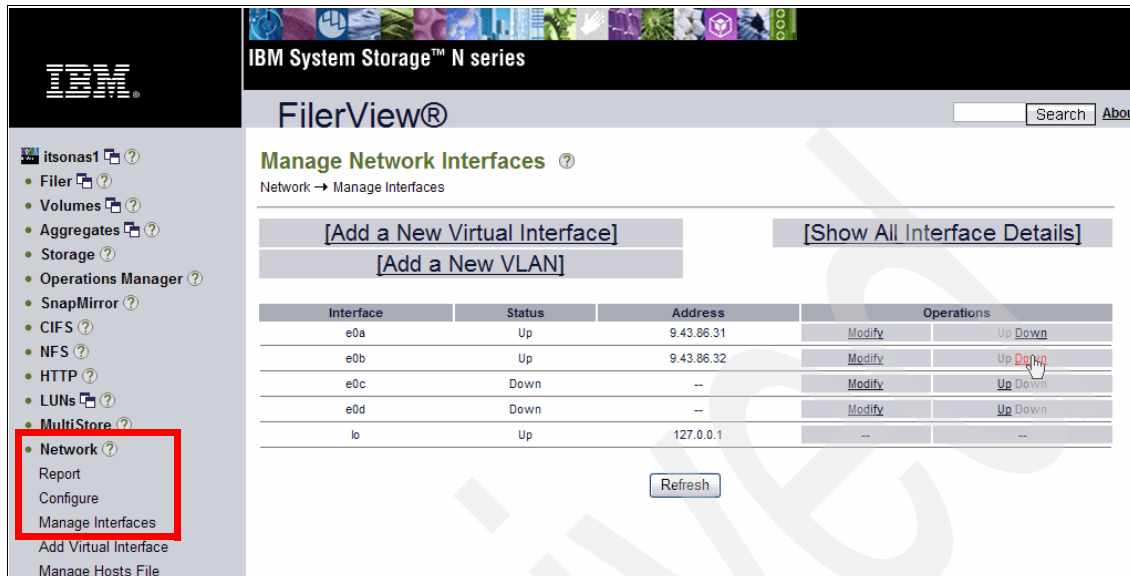 IBM®
IBM System Storage™ N series
FilerView®
Search
itsonas1
Filer
Volumes
Aggregates
Storage
Operations Manager
SnapMirror
CIFS
NFS
HTTP
LUNs
MultiStore
Network
Report
Configure
Manage Interfaces
Add Virtual Interface
Manage Hosts File
Manage Network Interfaces
Network → Manage Interfaces
[Add a New Virtual Interface] [Show All Interface Details]
[Add a New VLAN]
Interface Status Address Operations
e0a Up 9.43.86.31 Modify Up Down
e0b Up 9.43.86.32 Modify Up Down
e0c Down -- Modify Up Down
e0d Down -- Modify Up Down
lo Up 127.0.0.1 -- --
Refresh